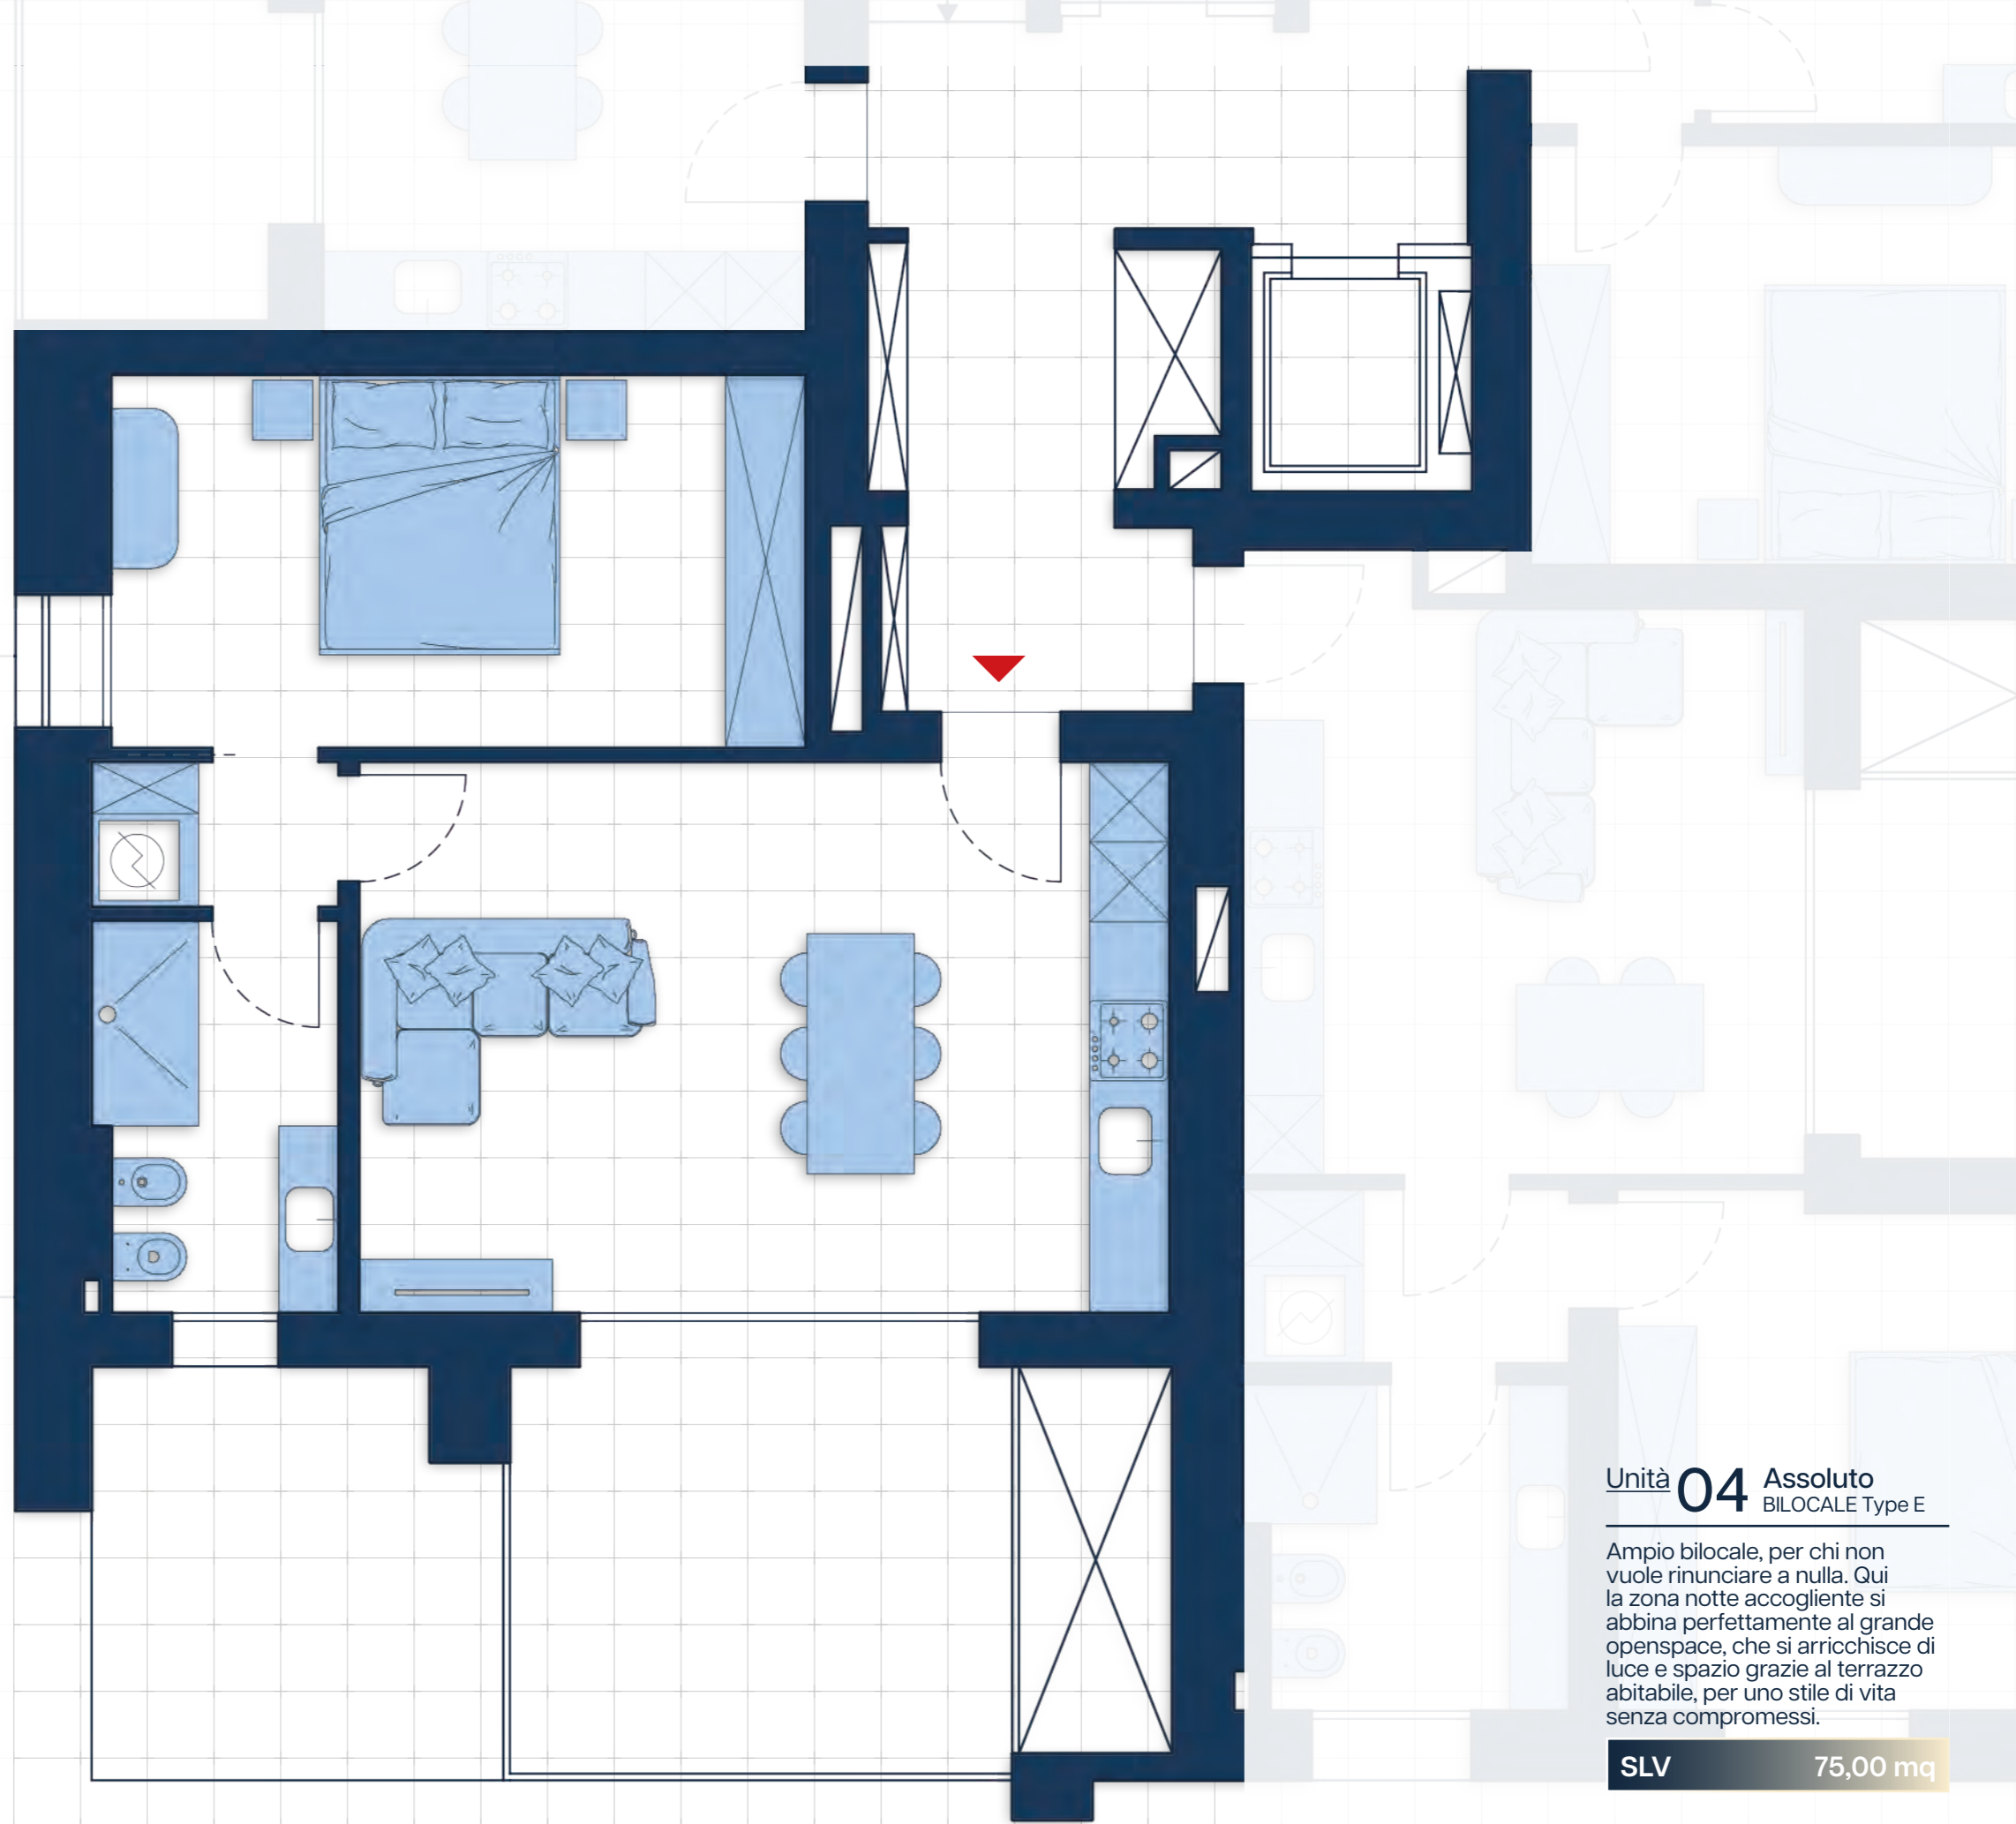 Unità 04 Assoluto
BILOCALE Type E
Ampio bilocale, per chi non
vuole rinunciare a nulla. Qui
la zona notte accogliente si
abbina perfettamente al grande
openspace, che si arricchisce di
luce e spazio grazie al terrazzo
abitabile, per uno stile di vita
senza compromessi.
SLV 75,00 mq